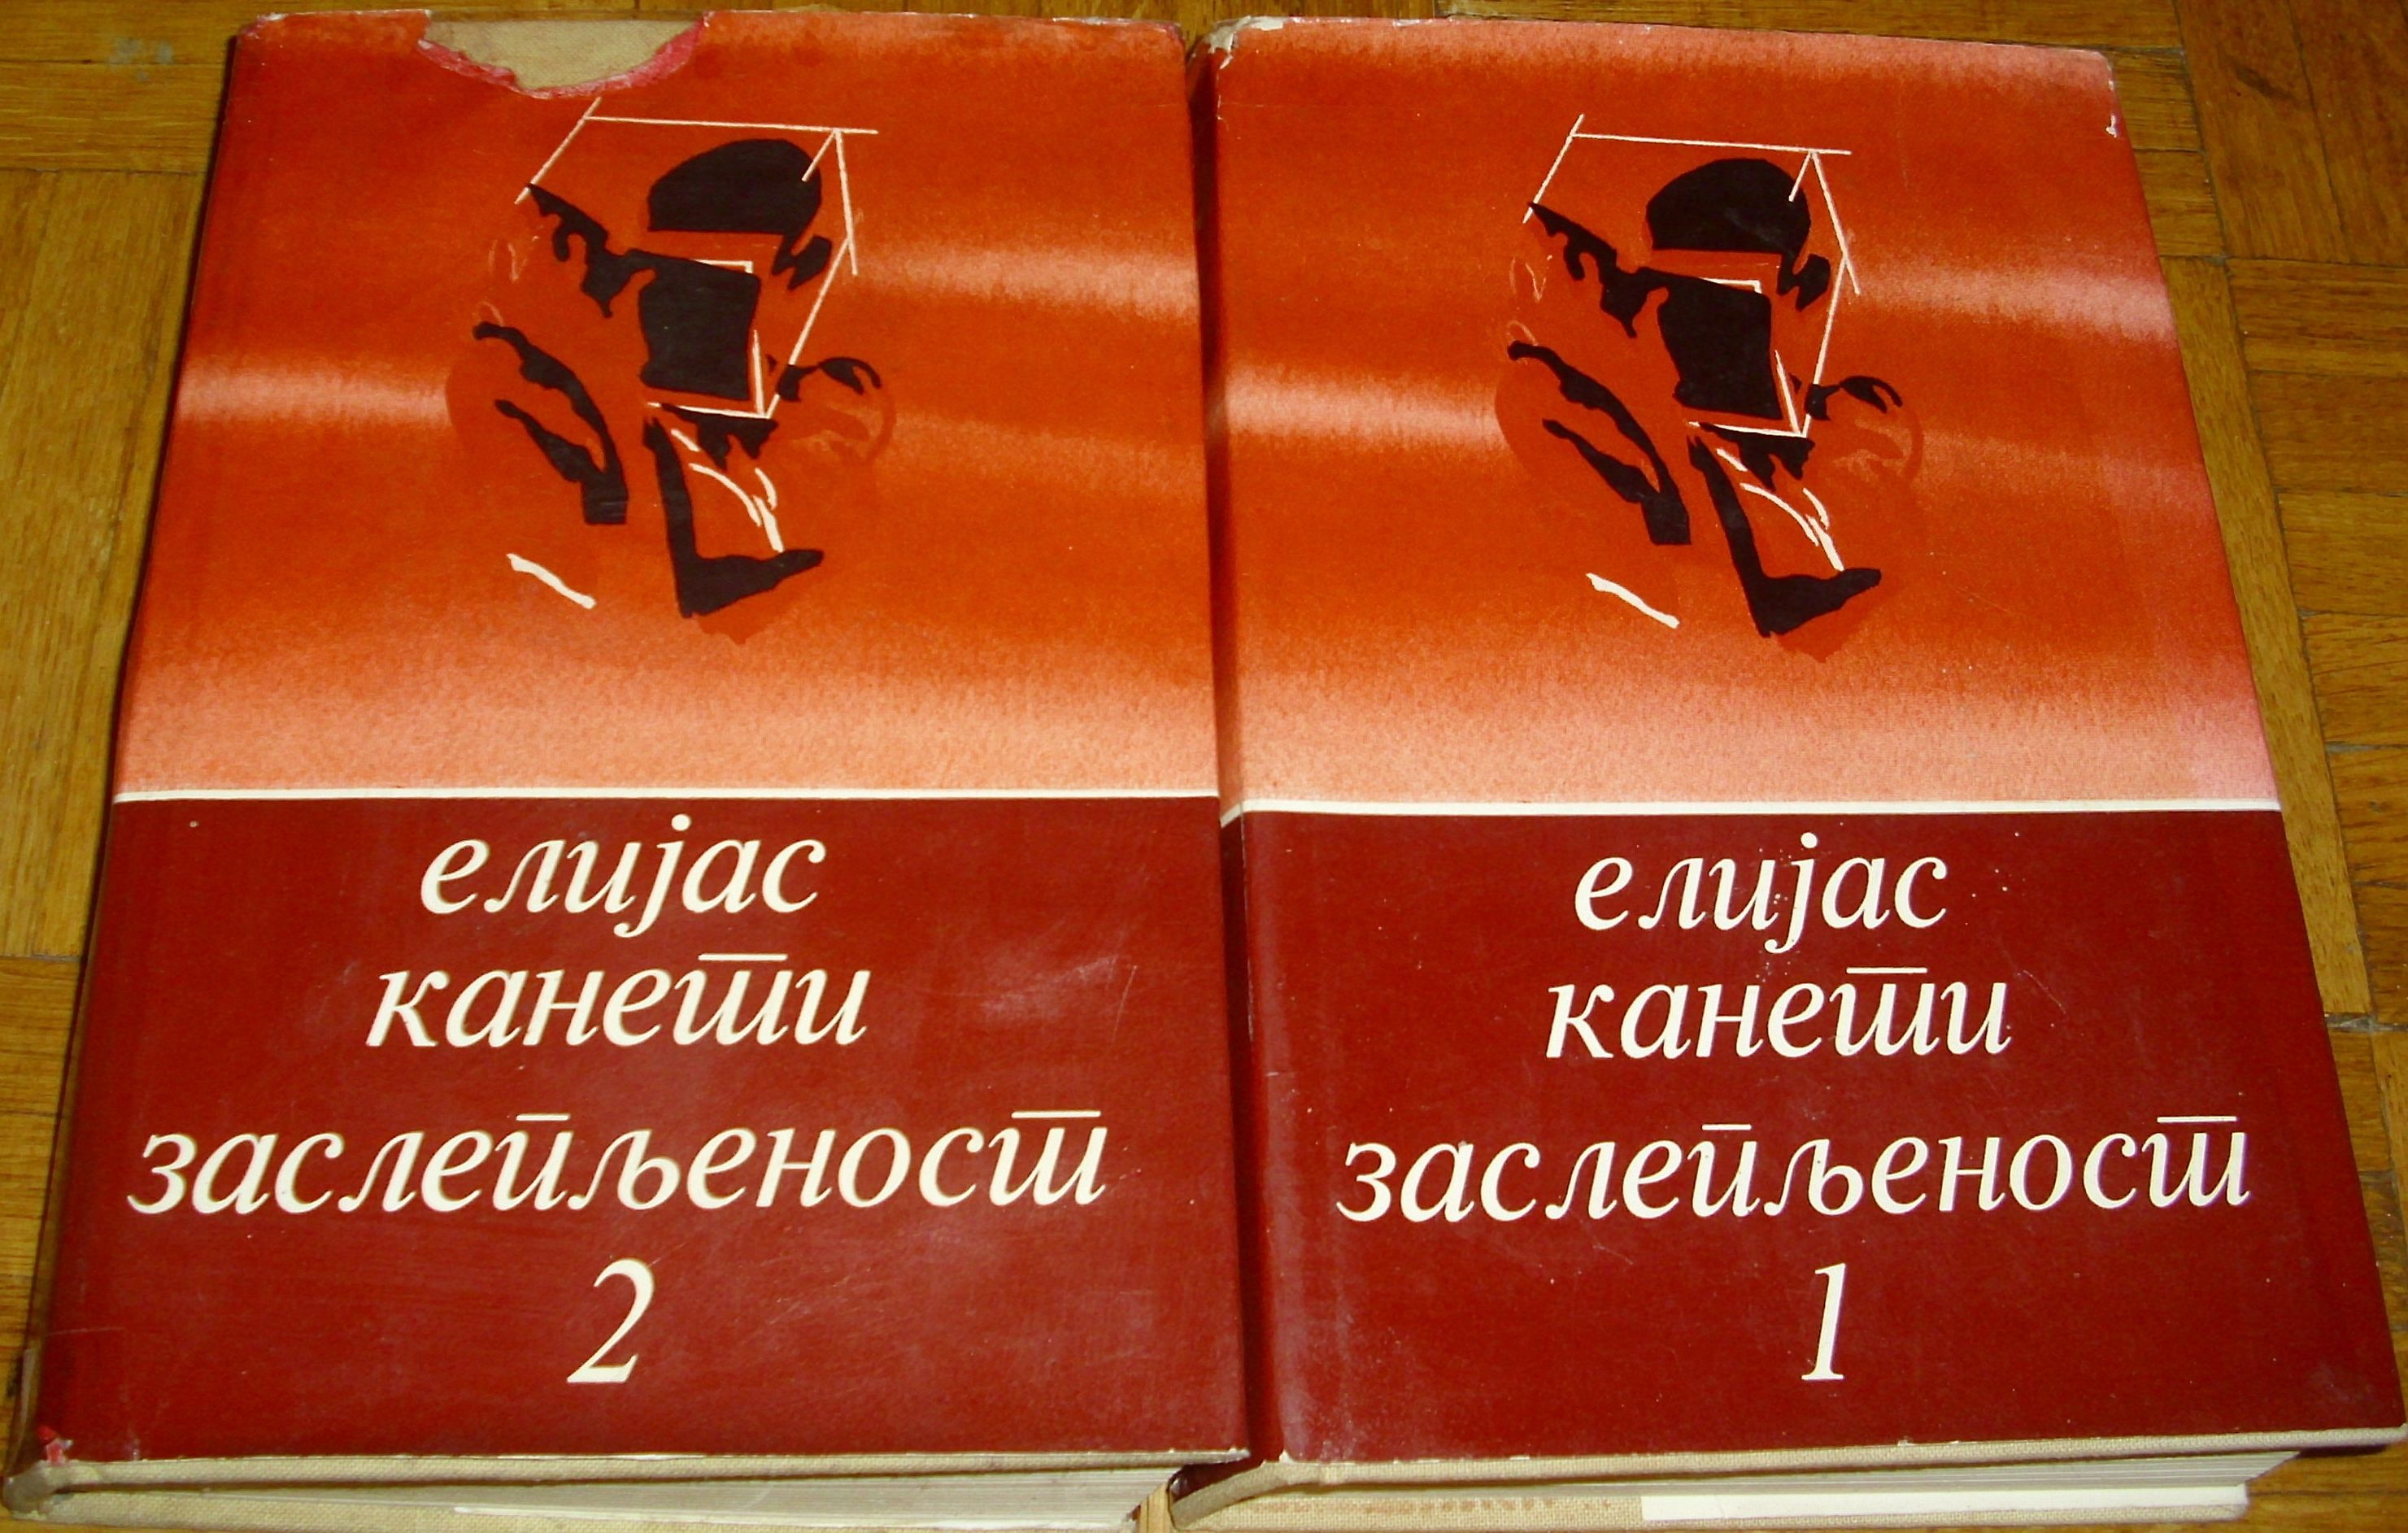 елијас
канети
заслепљеност
2
елијас
канети
заслепљеност
1